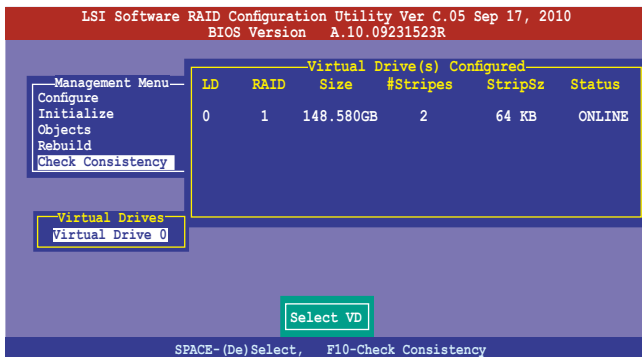 LSI Software RAID Configuration Utility Ver C.05 Sep 17, 2010
BIOS Version A.10.09231523R
Virtual Drive(s) Configured
LD RAID Size #Stripes StripSz Status
0 1 148.580GB 2 64 KB ONLINE
Management Menu
Configure
Initialize
Objects
Rebuild
Check Consistency
Virtual Drives
Virtual Drive 0
Select VD
SPACE-(De)Select, F10-Check Consistency